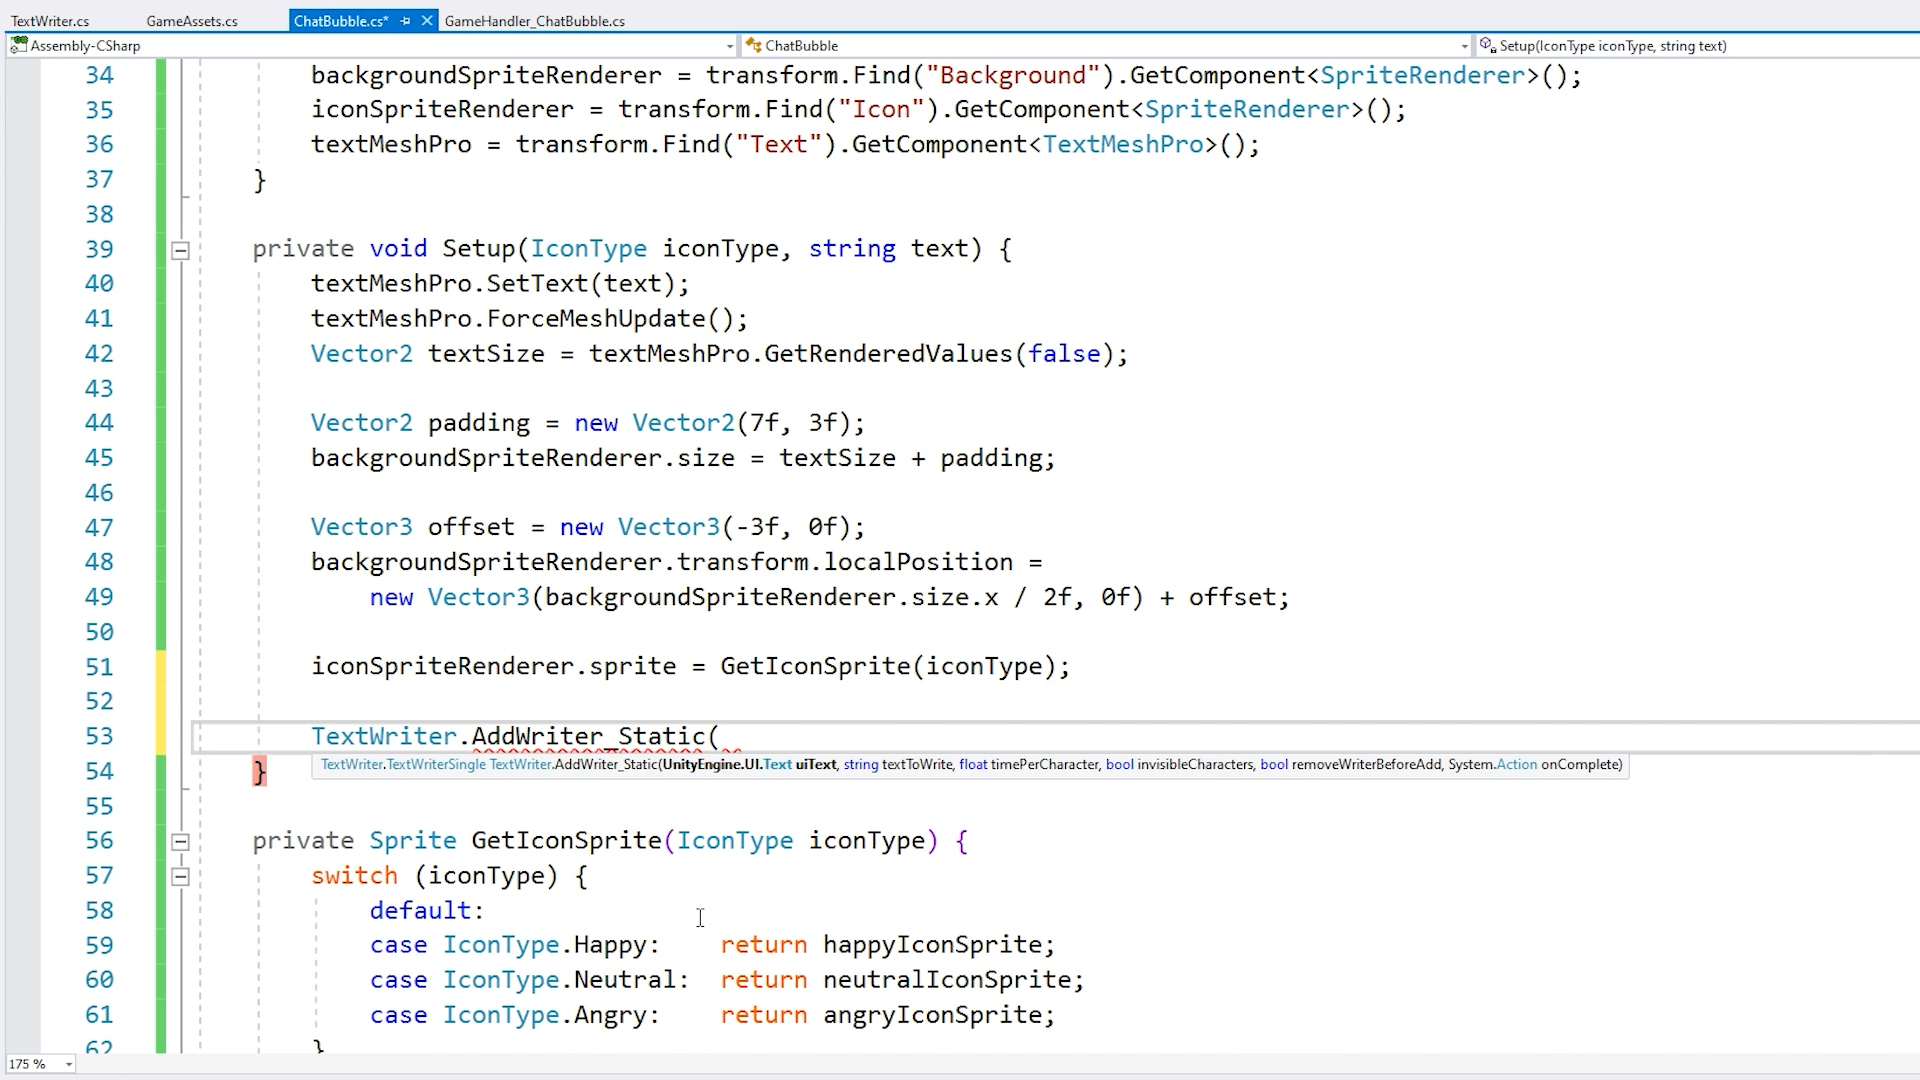 TextWriter.cs GameAssets.cs ChatBubble.cs* GameHandler_ChatBubble.cs
Assembly-CSharp ChatBubble Setup(IconType iconType, string text)
34 backgroundSpriteRenderer = transform.Find("Background").GetComponent<SpriteRenderer>();
35 iconSpriteRenderer = transform.Find("Icon").GetComponent<SpriteRenderer>();
36 textMeshPro = transform.Find("Text").GetComponent<TextMeshPro>();
37 }
38
39 private void Setup(IconType iconType, string text) {
40 textMeshPro.SetText(text);
41 textMeshPro.ForceMeshUpdate();
42 Vector2 textSize = textMeshPro.GetRenderedValues(false);
43
44 Vector2 padding = new Vector2(7f, 3f);
45 backgroundSpriteRenderer.size = textSize + padding;
46
47 Vector3 offset = new Vector3(-3f, 0f);
48 backgroundSpriteRenderer.transform.localPosition =
49 new Vector3(backgroundSpriteRenderer.size.x / 2f, 0f) + offset;
50
51 iconSpriteRenderer.sprite = GetIconSprite(iconType);
52
53 TextWriter.AddWriter_Static(
54 } TextWriter.TextWriterSingle TextWriter.AddWriter_Static(UnityEngine.UI.Text uiText, string textToWrite, float timePerCharacter, bool invisibleCharacters, bool removeWriterBeforeAdd, System.Action onComplete)
55
56 private Sprite GetIconSprite(IconType iconType) {
57 switch (iconType) {
58 default:
59 case IconType.Happy: return happyIconSprite;
60 case IconType.Neutral: return neutralIconSprite;
61 case IconType.Angry: return angryIconSprite;
62 }
175 %